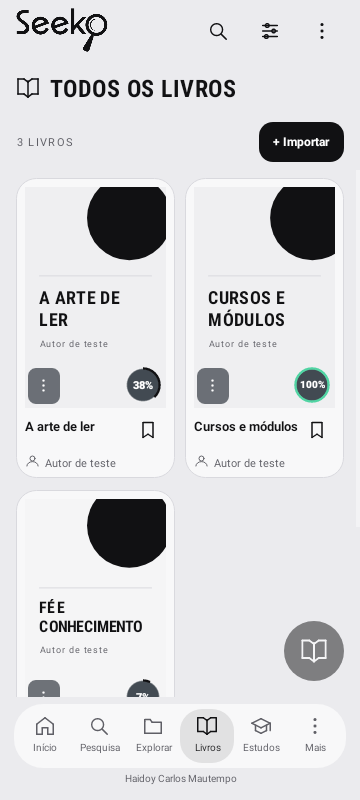 Seeko
TODOS OS LIVROS
3 LIVROS
+ Importar
A ARTE DE
LER
Autor de teste
38%
A arte de ler
Autor de teste
CURSOS E
MÓDULOS
Autor de teste
100%
Cursos e módulos
Autor de teste
FÉ E
CONHECIMENTO
Autor de teste
7%
Início
Pesquisa
Explorar
Livros
Estudos
Mais
Haidoy Carlos Mautempo